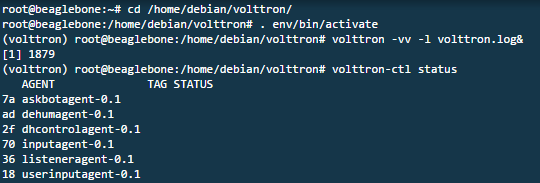 root@beaglebone:~# cd /home/debian/volttron/
root@beaglebone:/home/debian/volttron# . env/bin/activate
(volttron) root@beaglebone:/home/debian/volttron# volttron -vv -l volttron.log&
[1] 1879
(volttron) root@beaglebone:/home/debian/volttron# volttron-ctl status
AGENT TAG STATUS
7a askbotagent-0.1
ad dehumagent-0.1
2f dhcontrolagent-0.1
70 inputagent-0.1
36 listeneragent-0.1
18 userinputagent-0.1